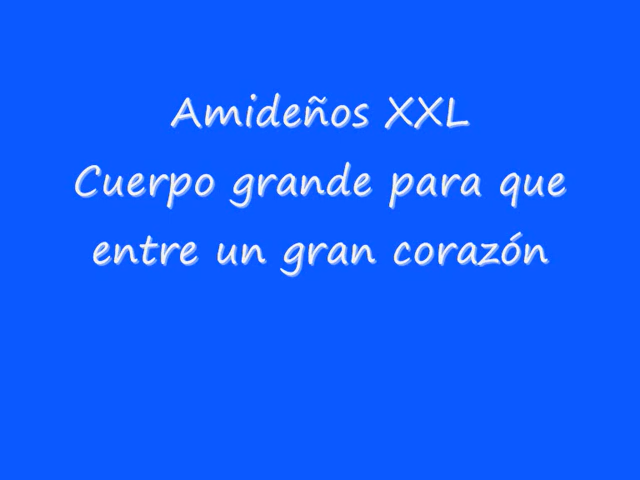 Amideños XXL
Cuerpo grande para que
entre un gran corazón